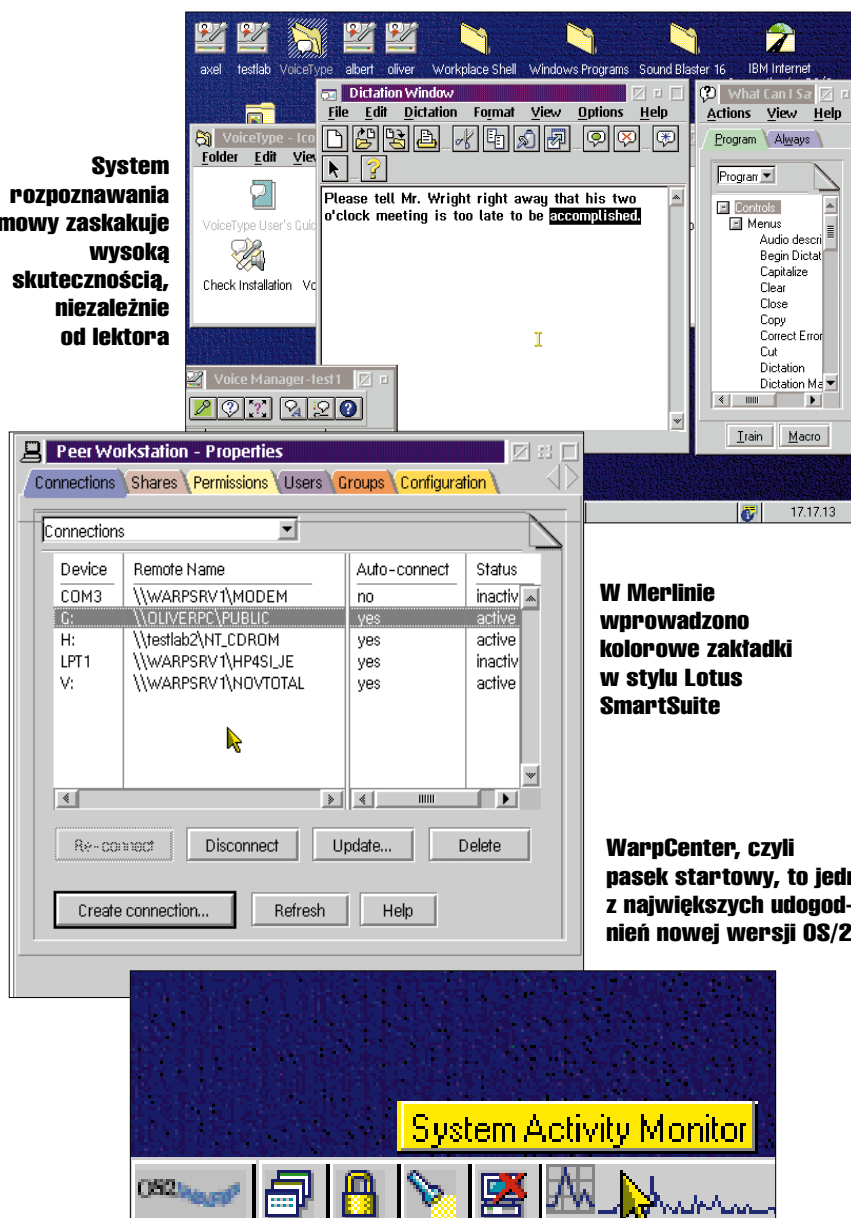 axel testlab VoiceType albert oliver Workplace Shell Windows Programs Sound Blaster 16 IBM Internet
System
rozpoznawania
mowy zaskakuje
wysoką
skutecznością,
niezależnie
od lektora
VoiceType - Ico
Folder Edit Vie
VoiceType User's Guid
Check Installation Vo
Dictation Window
File Edit Dictation Format View Options Help
Please tell Mr. Wright right away that his two
o'clock meeting is too late to be accomplished.
What Can I Sa
Actions View Help
Program Always
Program
Controls
Menus
Audio descri
Begin Dictat
Capitalize
Clear
Close
Copy
Correct Error
Cut
Dictation
Dictation Ma
Train Macro
Voice Manager-test1
17.17.13
Peer Workstation - Properties
Connections Shares Permissions Users Groups Configuration
Connections
Device Remote Name Auto-connect Status
COM3 \\WARPSRV1\MODEM no inactiv
G: \\OLIVERPC\PUBLIC yes active
H: \\testlab2\NT_CDROM yes active
LPT1 \\WARPSRV1\HP4SI_JE yes inactiv
V: \\WARPSRV1\NOVTOTAL yes active
Re-connect Disconnect Update... Delete
Create connection... Refresh Help
W Merlinie
wprowadzono
kolorowe zakładki
w stylu Lotus
SmartSuite
WarpCenter, czyli
pasek startowy, to jedn
z największych udogod-
nień nowej wersji OS/2
System Activity Monitor
OS/2